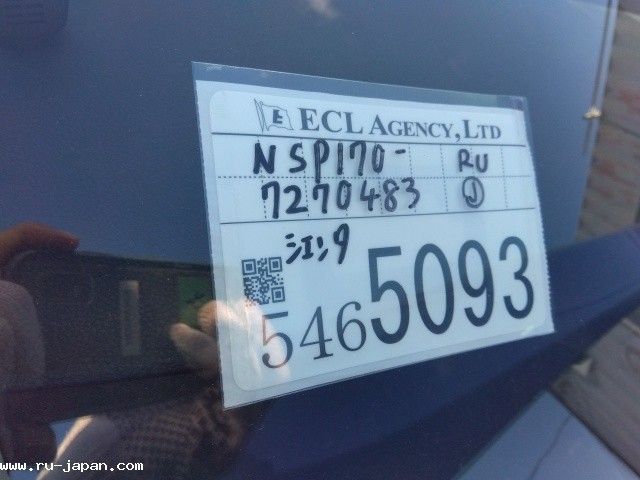 E ECL AGENCY, LTD
NSP170- RU
7270483 J
シエンタ
5465093
www.ru-japan.com